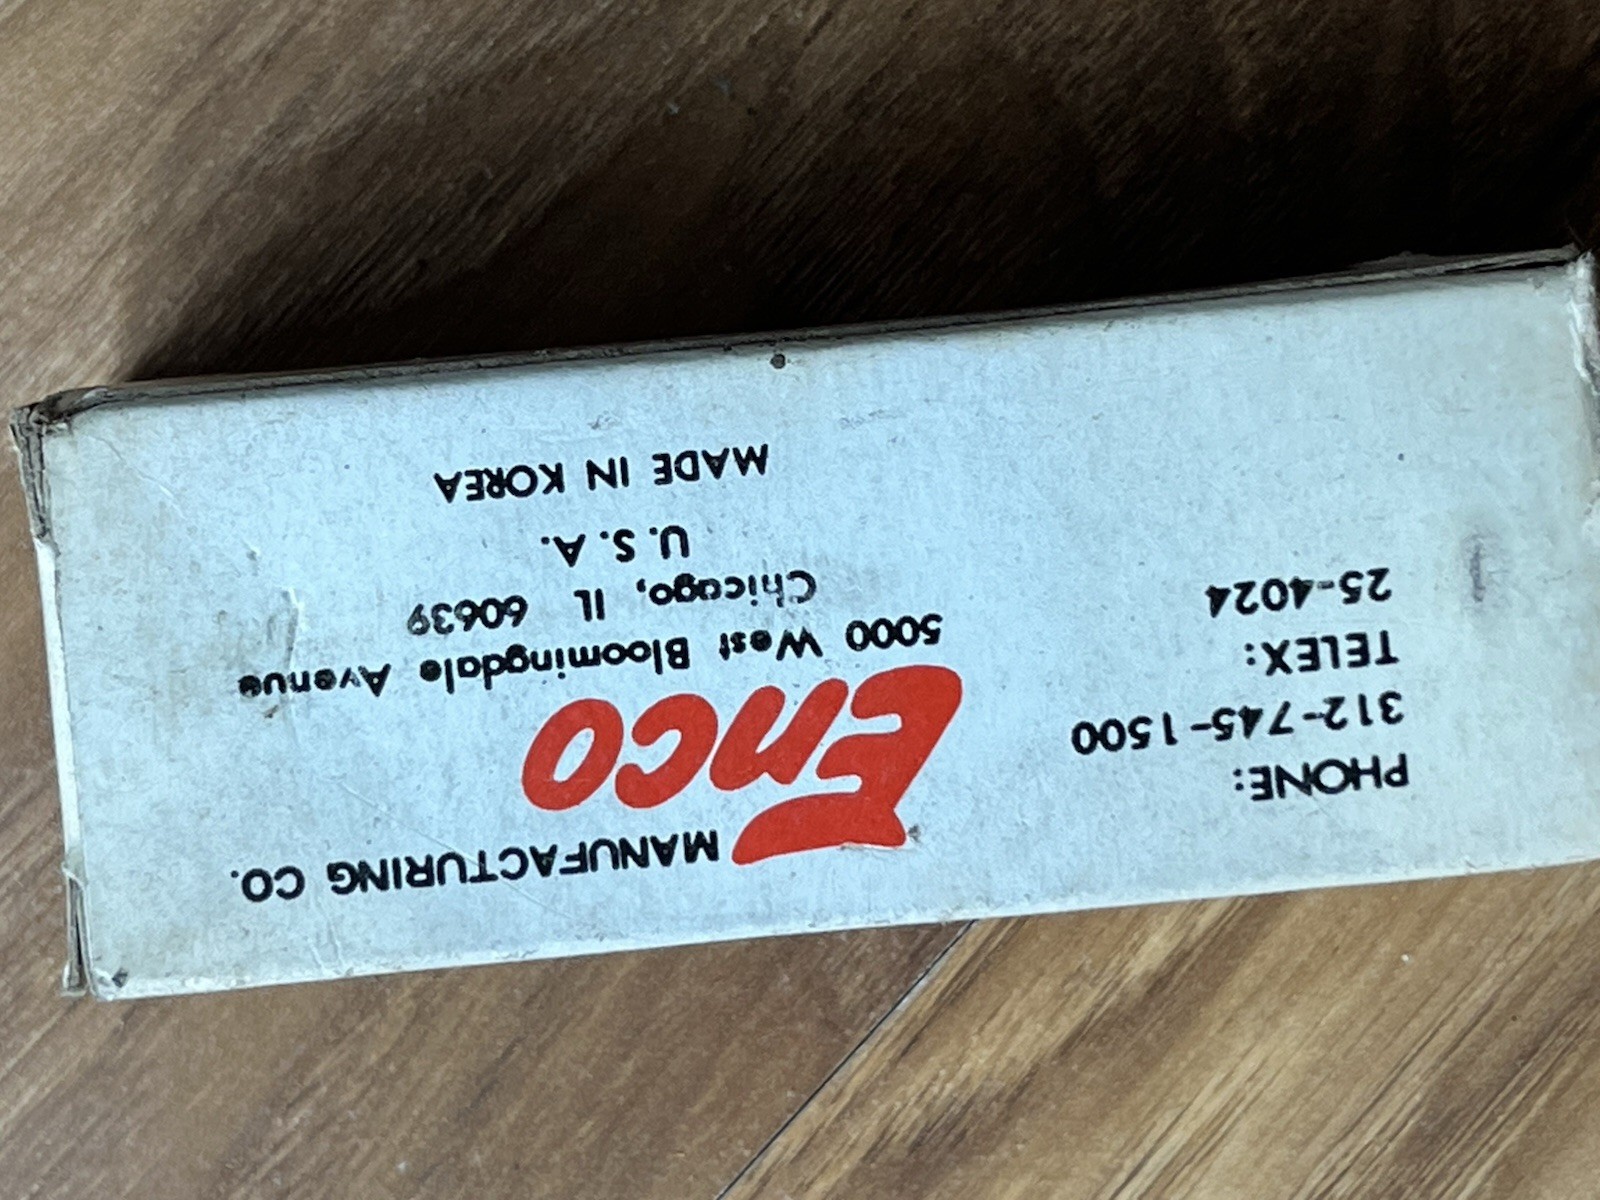 PHONE:
312-745-1500
TELEX:
25-4024
Enco MANUFACTURING CO.
5000 West Bloomingdale Avenue
Chicago, IL 60639
U. S. A.
MADE IN KOREA